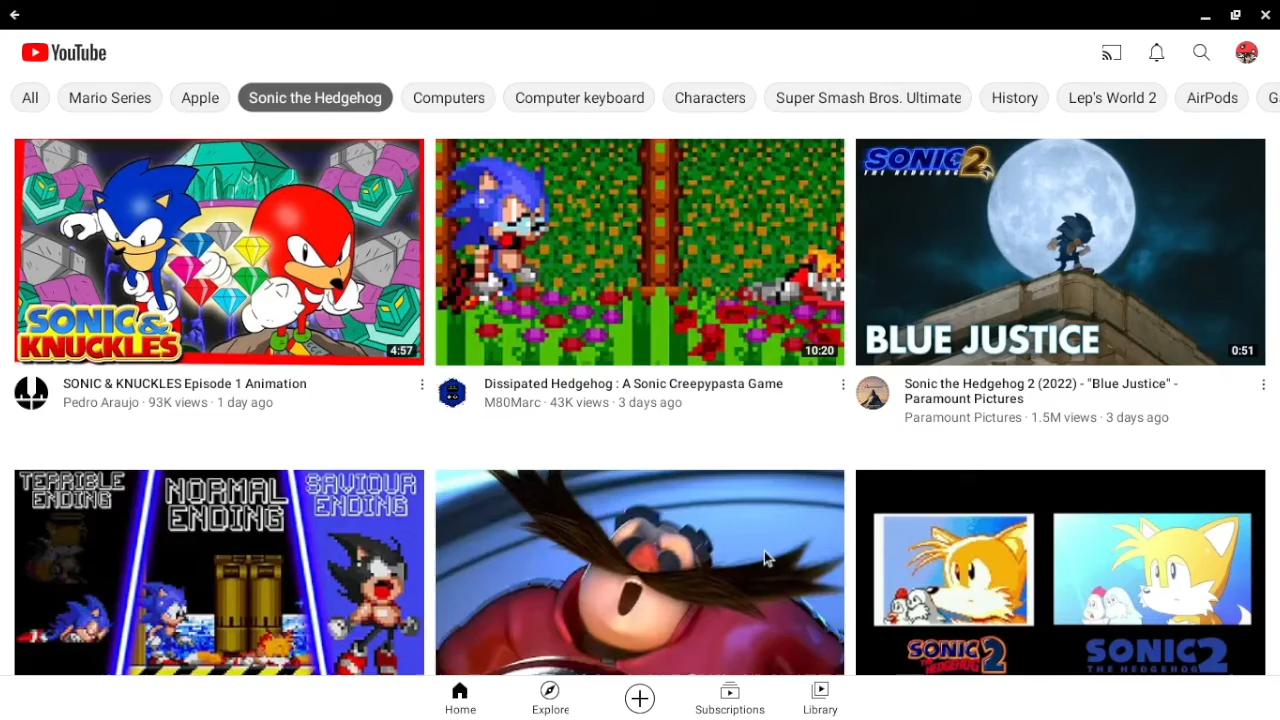 YouTube
All
Mario Series
Apple
Sonic the Hedgehog
Computers
Computer keyboard
Characters
Super Smash Bros. Ultimate
History
Lep's World 2
AirPods
G
SONIC &
KNUCKLES
4:57
10:20
SONIC 2
THE HEDGEHOG
BLUE JUSTICE
0:51
SONIC & KNUCKLES Episode 1 Animation
Pedro Araujo · 93K views · 1 day ago
Dissipated Hedgehog : A Sonic Creepypasta Game
M80Marc · 43K views · 3 days ago
Sonic the Hedgehog 2 (2022) - "Blue Justice" -
Paramount Pictures
Paramount Pictures · 1.5M views · 3 days ago
TERRIBLE
ENDING
NORMAL
ENDING
SAVIOUR
ENDING
SONIC 2
THE HEDGEHOG
SONIC 2
THE HEDGEHOG
Home
Explore
Subscriptions
Library